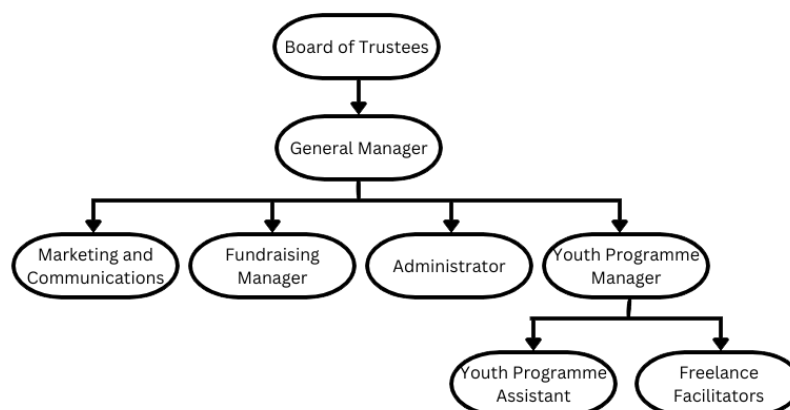 Board of Trustees
General Manager
Marketing and
Communications
Fundraising
Manager
Administrator
Youth Programme
Manager
Youth Programme
Assistant
Freelance
Facilitators